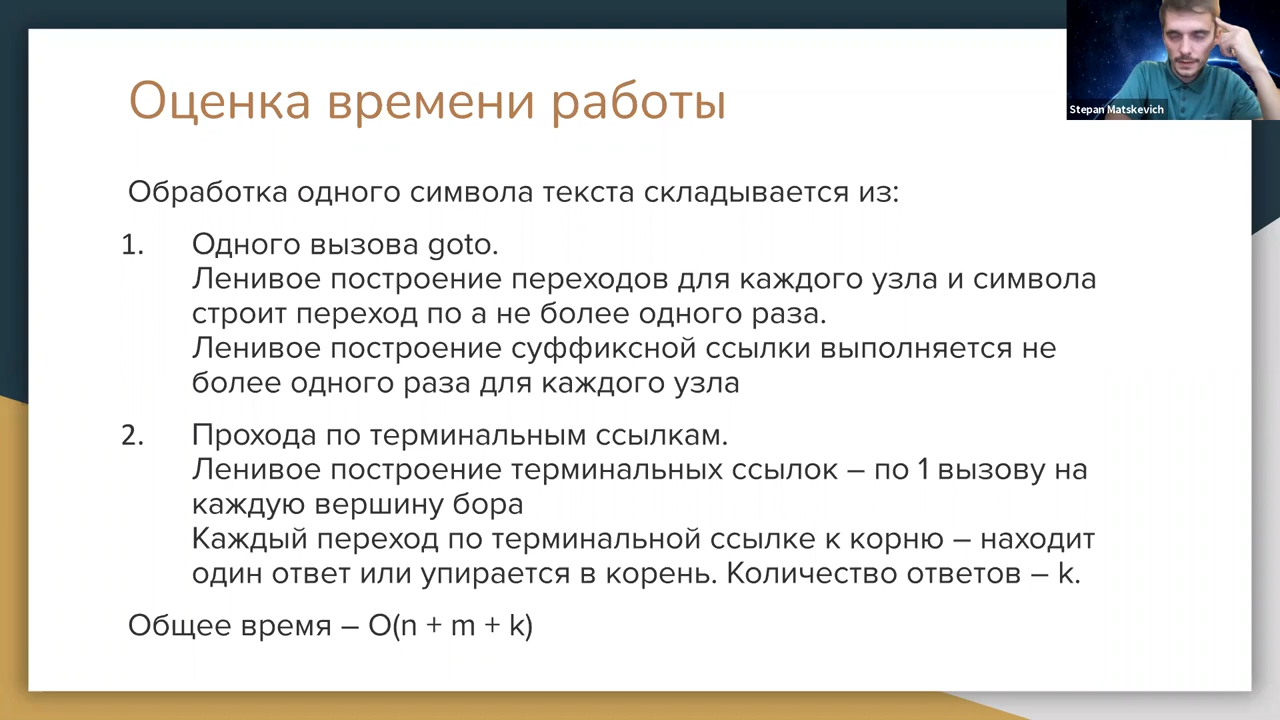 Оценка времени работы
Stepan Matskevich
Обработка одного символа текста складывается из:
1. Одного вызова goto.
Ленивое построение переходов для каждого узла и символа
строит переход по a не более одного раза.
Ленивое построение суффиксной ссылки выполняется не
более одного раза для каждого узла
2. Прохода по терминальным ссылкам.
Ленивое построение терминальных ссылок – по 1 вызову на
каждую вершину бора
Каждый переход по терминальной ссылке к корню – находит
один ответ или упирается в корень. Количество ответов – k.
Общее время – O(n + m + k)